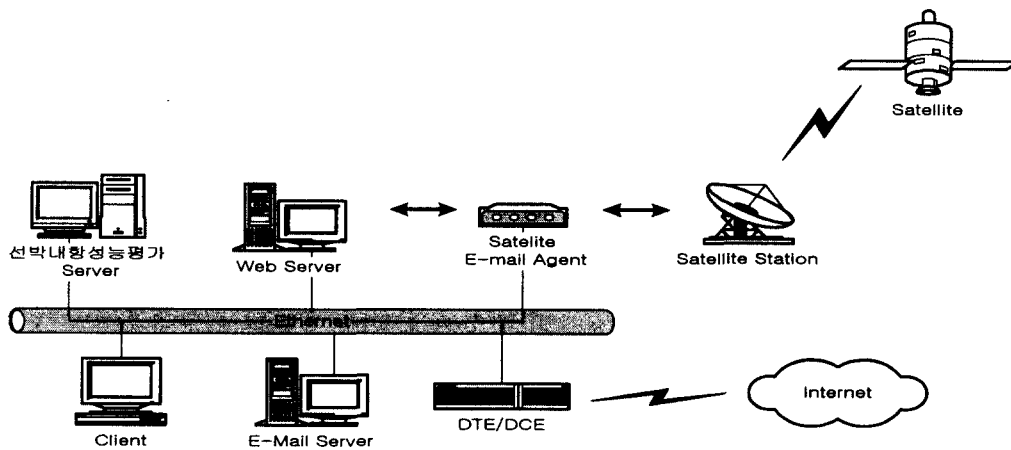 Satellite
선박내항성능평가
Server
Web Server
Satelite
E-mail Agent
Satellite Station
Ethernet
Client
E-Mail Server
DTE/DCE
Internet